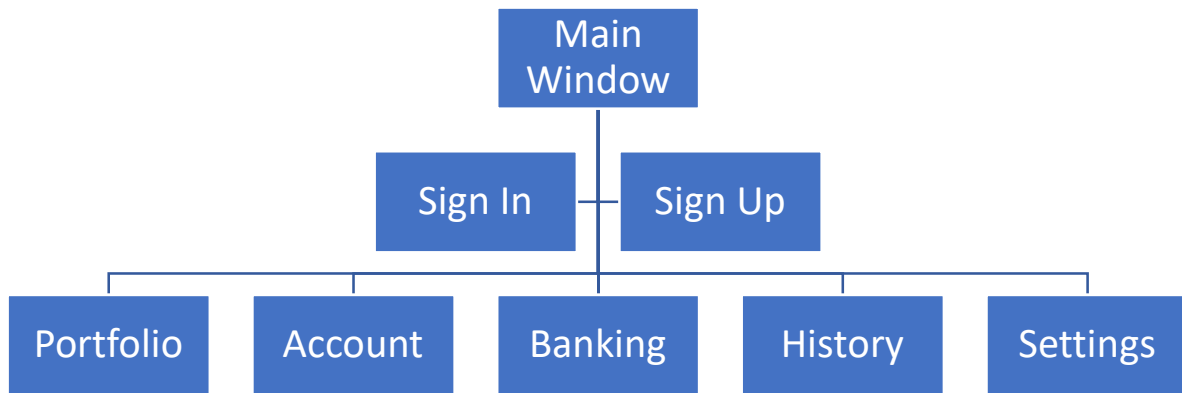 Main
Window
Sign In
Sign Up
Portfolio
Account
Banking
History
Settings